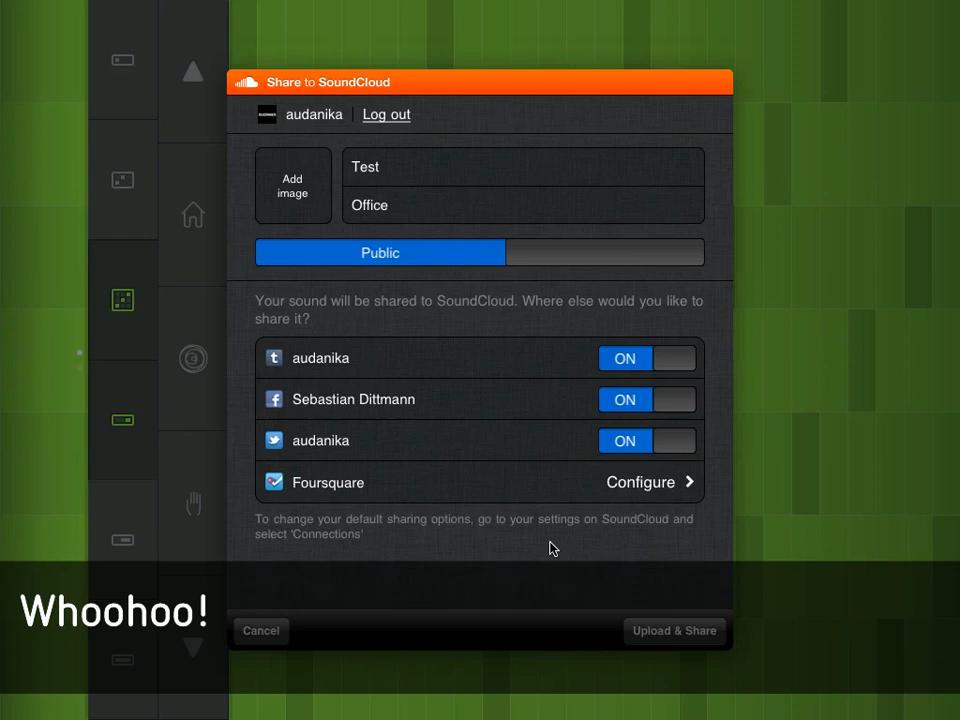 Share to SoundCloud
audanika | Log out
Add
image
Test
Office
Public
Your sound will be shared to SoundCloud. Where else would you like to
share it?
audanika ON
Sebastian Dittmann ON
audanika ON
Foursquare Configure
To change your default sharing options, go to your settings on SoundCloud and
select 'Connections'
Whoohoo!
Cancel Upload & Share